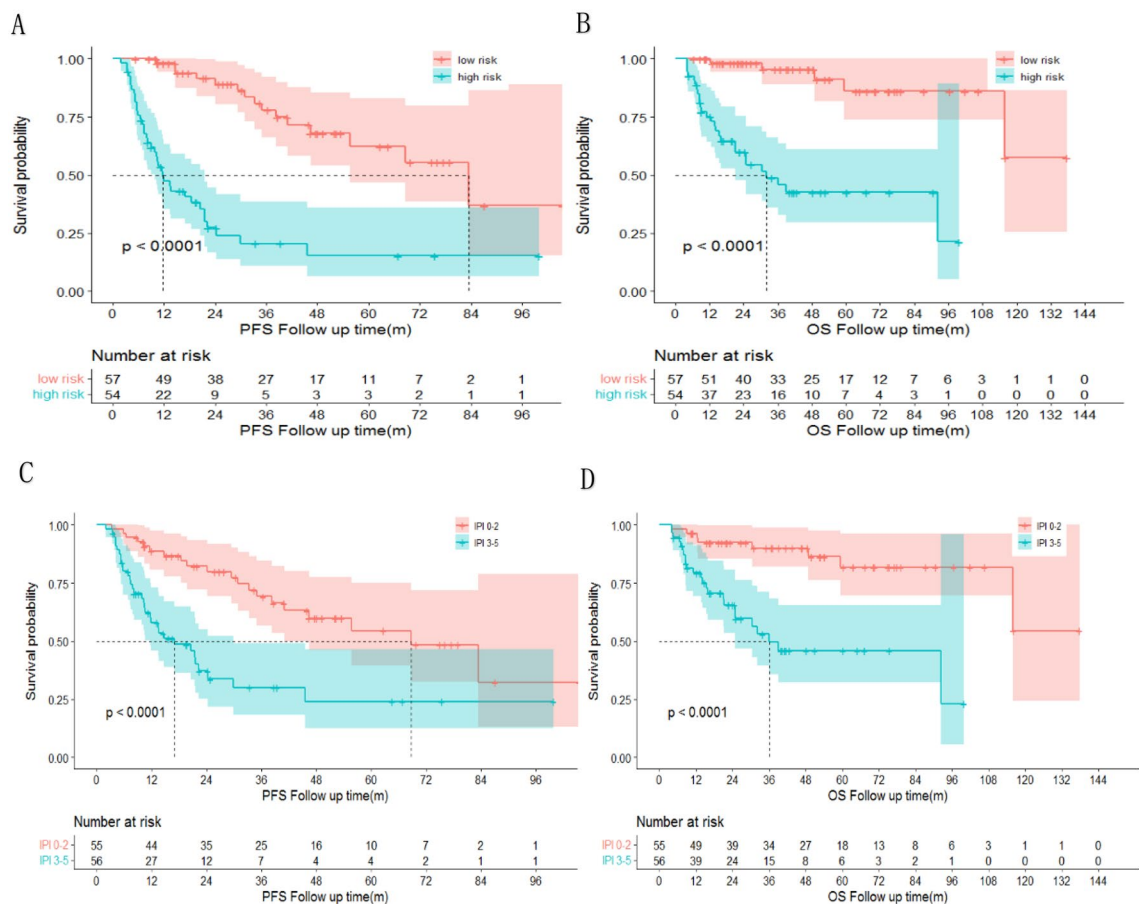 A
Survival probability
1.00
0.75
0.50
0.25
0.00
low risk
high risk
p < 0.0001
0 12 24 36 48 60 72 84 96
PFS Follow up time(m)
Number at risk
low risk 57 49 38 27 17 11 7 2 1
high risk 54 22 9 5 3 3 2 1 1
0 12 24 36 48 60 72 84 96
PFS Follow up time(m)
B
Survival probability
1.00
0.75
0.50
0.25
0.00
low risk
high risk
p < 0.0001
0 12 24 36 48 60 72 84 96 108 120 132 144
OS Follow up time(m)
Number at risk
low risk 57 51 40 33 25 17 12 7 6 3 1 1 0
high risk 54 37 23 16 10 7 4 3 1 0 0 0 0
0 12 24 36 48 60 72 84 96 108 120 132 144
OS Follow up time(m)
C
Survival probability
1.00
0.75
0.50
0.25
0.00
IPI 0-2
IPI 3-5
p < 0.0001
0 12 24 36 48 60 72 84 96
PFS Follow up time(m)
Number at risk
IPI 0-2 55 44 35 25 16 10 7 2 1
IPI 3-5 56 27 12 7 4 4 2 1 1
0 12 24 36 48 60 72 84 96
PFS Follow up time(m)
D
Survival probability
1.00
0.75
0.50
0.25
0.00
IPI 0-2
IPI 3-5
p < 0.0001
0 12 24 36 48 60 72 84 96 108 120 132 144
OS Follow up time(m)
Number at risk
IPI 0-2 55 49 39 34 27 18 13 8 6 3 1 1 0
IPI 3-5 56 39 24 15 8 6 3 2 1 0 0 0 0
0 12 24 36 48 60 72 84 96 108 120 132 144
OS Follow up time(m)